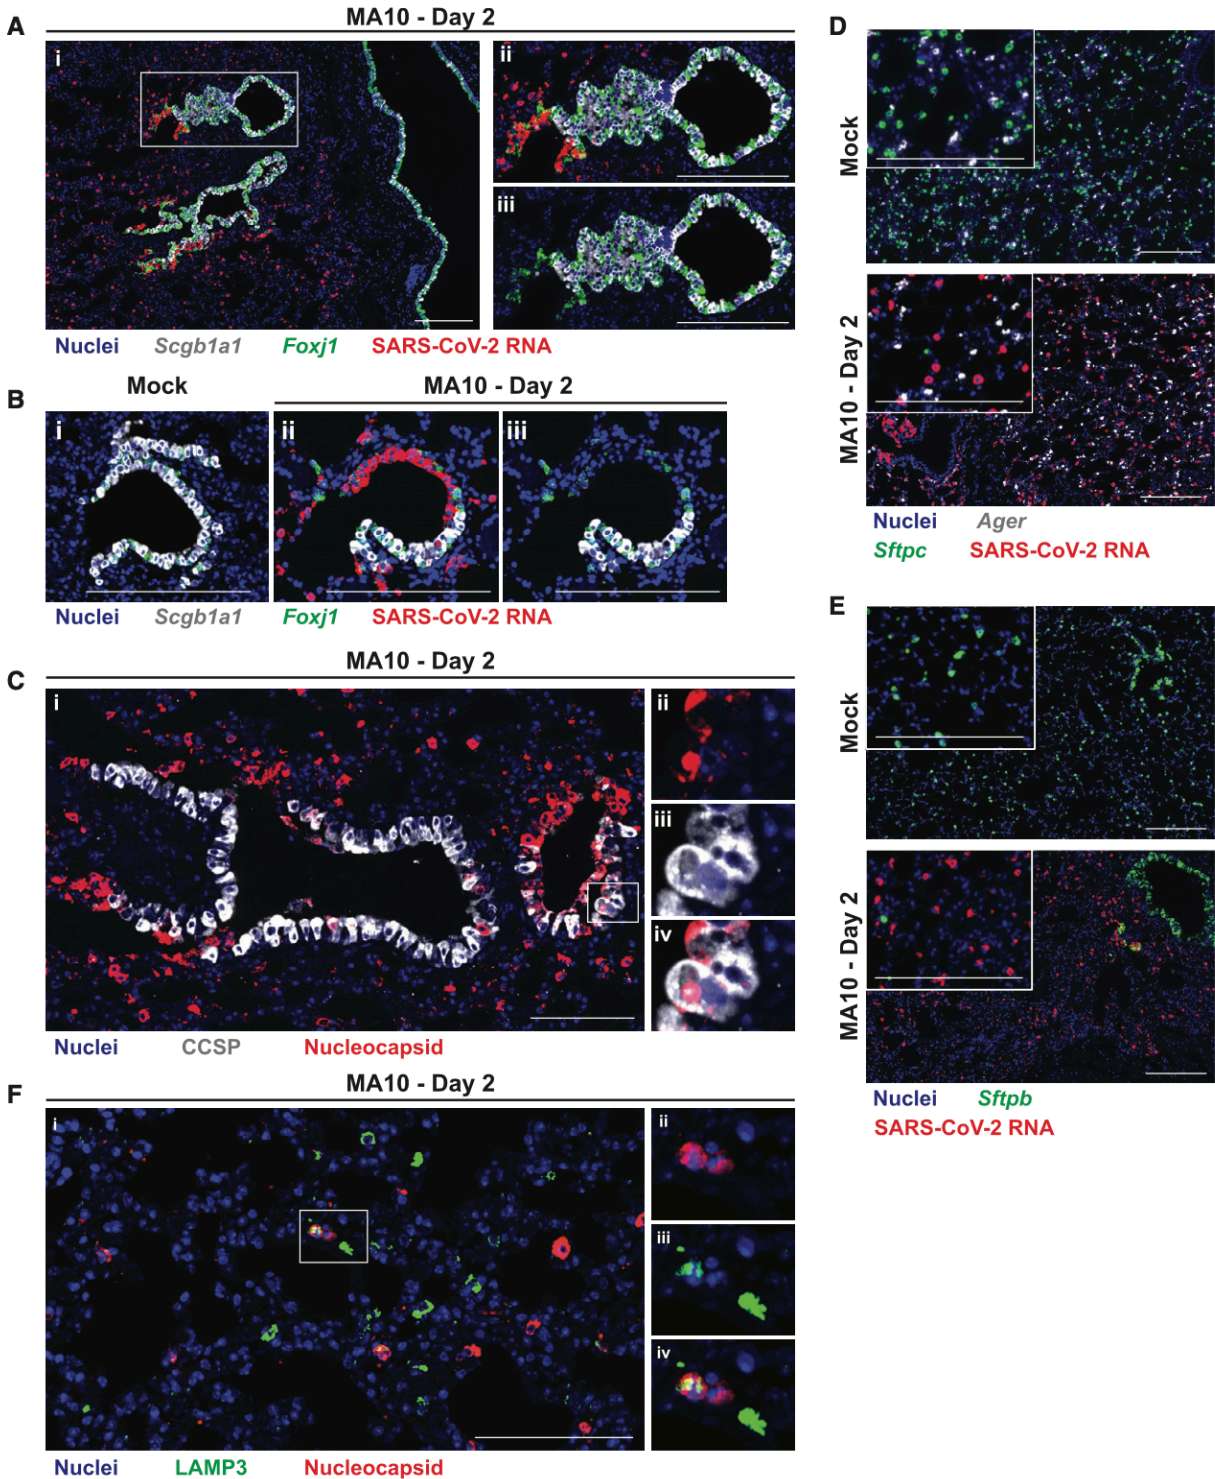 A
MA10 - Day 2
i
ii
iii
Nuclei Scgb1a1 Foxj1 SARS-CoV-2 RNA
B
Mock
MA10 - Day 2
i
ii
iii
Nuclei Scgb1a1 Foxj1 SARS-CoV-2 RNA
C
MA10 - Day 2
i
ii
iii
iv
Nuclei CCSP Nucleocapsid
F
MA10 - Day 2
i
ii
iii
iv
Nuclei LAMP3 Nucleocapsid
D
Mock
MA10 - Day 2
Nuclei Ager
Sftpc SARS-CoV-2 RNA
E
Mock
MA10 - Day 2
Nuclei Sftpb
SARS-CoV-2 RNA